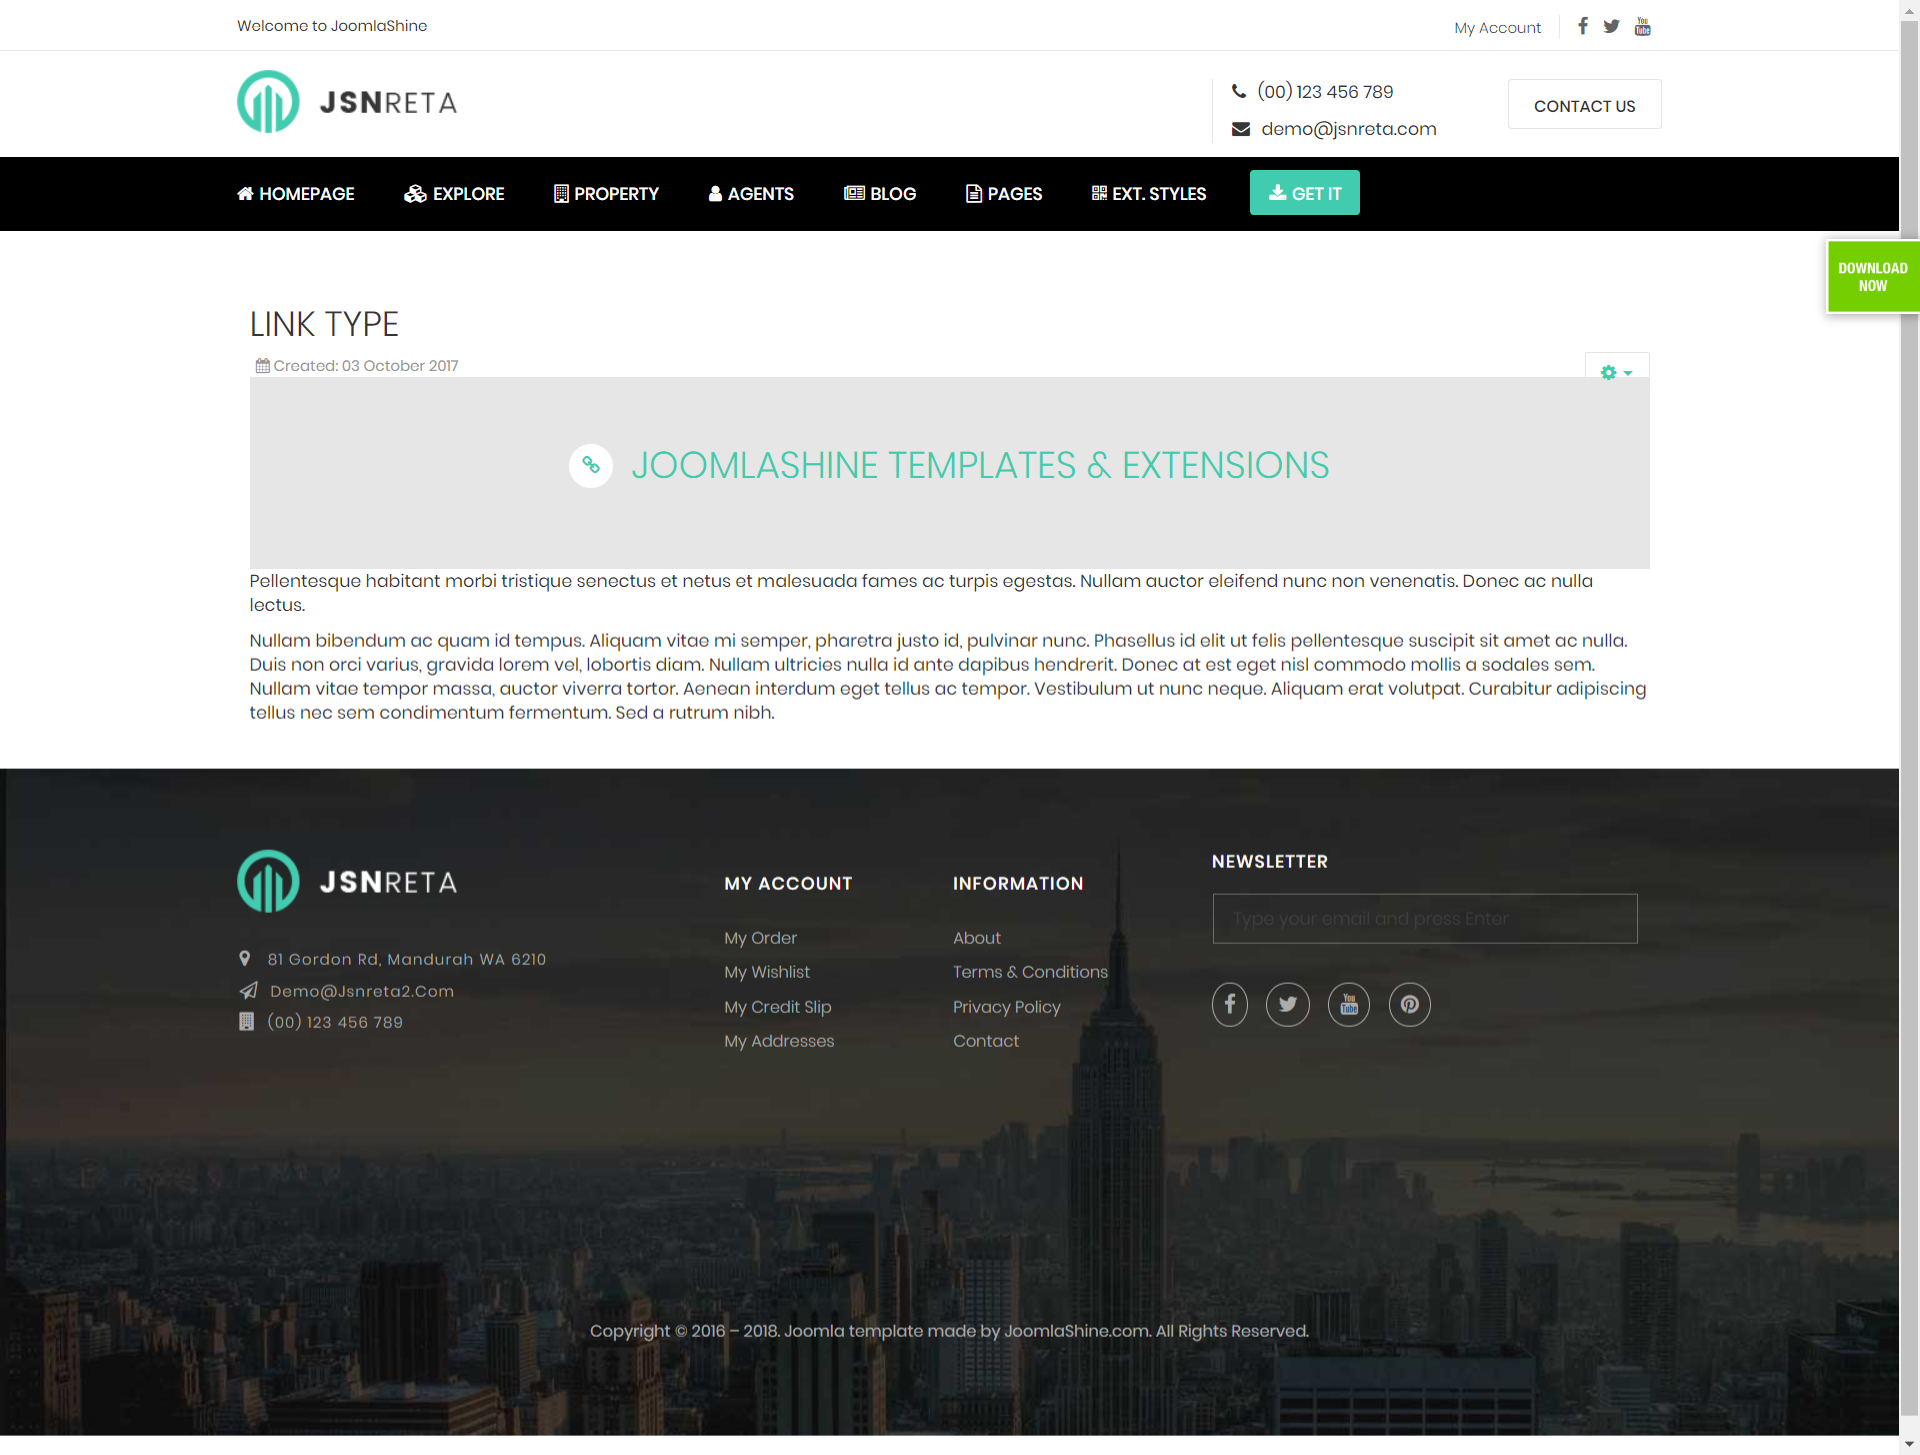 Welcome to JoomlaShine
My Account
JSNRETA
(00) 123 456 789
demo@jsnreta.com
CONTACT US
HOMEPAGE
EXPLORE
PROPERTY
AGENTS
BLOG
PAGES
EXT. STYLES
GET IT
DOWNLOAD
NOW
LINK TYPE
Created: 03 October 2017
JOOMLASHINE TEMPLATES & EXTENSIONS
Pellentesque habitant morbi tristique senectus et netus et malesuada fames ac turpis egestas. Nullam auctor eleifend nunc non venenatis. Donec ac nulla
lectus.
Nullam bibendum ac quam id tempus. Aliquam vitae mi semper, pharetra justo id, pulvinar nunc. Phasellus id elit ut felis pellentesque suscipit sit amet ac nulla.
Duis non orci varius, gravida lorem vel, lobortis diam. Nullam ultricies nulla id ante dapibus hendrerit. Donec at est eget nisl commodo mollis a sodales sem.
Nullam vitae tempor massa, auctor viverra tortor. Aenean interdum eget tellus ac tempor. Vestibulum ut nunc neque. Aliquam erat volutpat. Curabitur adipiscing
tellus nec sem condimentum fermentum. Sed a rutrum nibh.
JSNRETA
81 Gordon Rd, Mandurah WA 6210
Demo@Jsnreta2.Com
(00) 123 456 789
MY ACCOUNT
My Order
My Wishlist
My Credit Slip
My Addresses
INFORMATION
About
Terms & Conditions
Privacy Policy
Contact
NEWSLETTER
Type your email and press Enter
You
Tube
Copyright © 2016 – 2018. Joomla template made by JoomlaShine.com. All Rights Reserved.